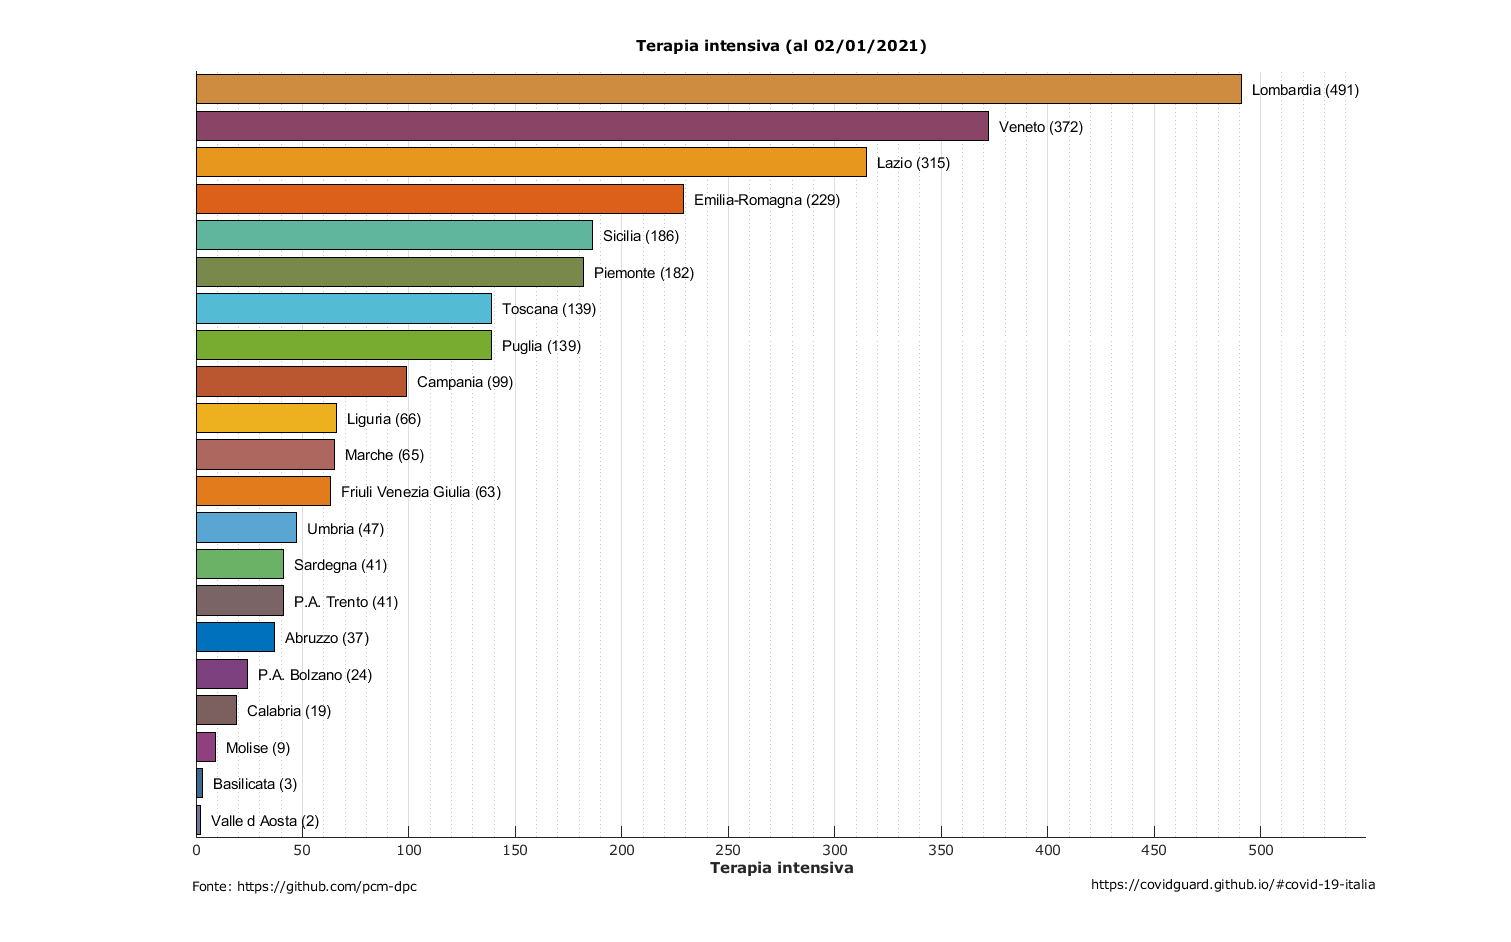 Terapia intensiva (al 02/01/2021)
Lombardia (491)
Veneto (372)
Lazio (315)
Emilia-Romagna (229)
Sicilia (186)
Piemonte (182)
Toscana (139)
Puglia (139)
Campania (99)
Liguria (66)
Marche (65)
Friuli Venezia Giulia (63)
Umbria (47)
Sardegna (41)
P.A. Trento (41)
Abruzzo (37)
P.A. Bolzano (24)
Calabria (19)
Molise (9)
Basilicata (3)
Valle d Aosta (2)
0 50 100 150 200 250 300 350 400 450 500
Terapia intensiva
Fonte: https://github.com/pcm-dpc
https://covidguard.github.io/#covid-19-italia